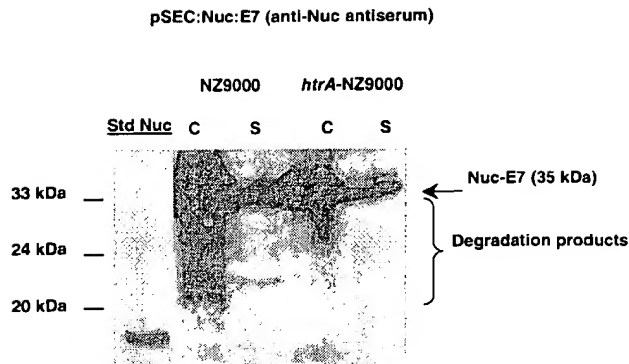 pSEC:Nuc:E7 (anti-Nuc antiserum)
NZ9000 htrA-NZ9000
Std Nuc C S C S
33 kDa
Nuc-E7 (35 kDa)
Degradation products
24 kDa
20 kDa